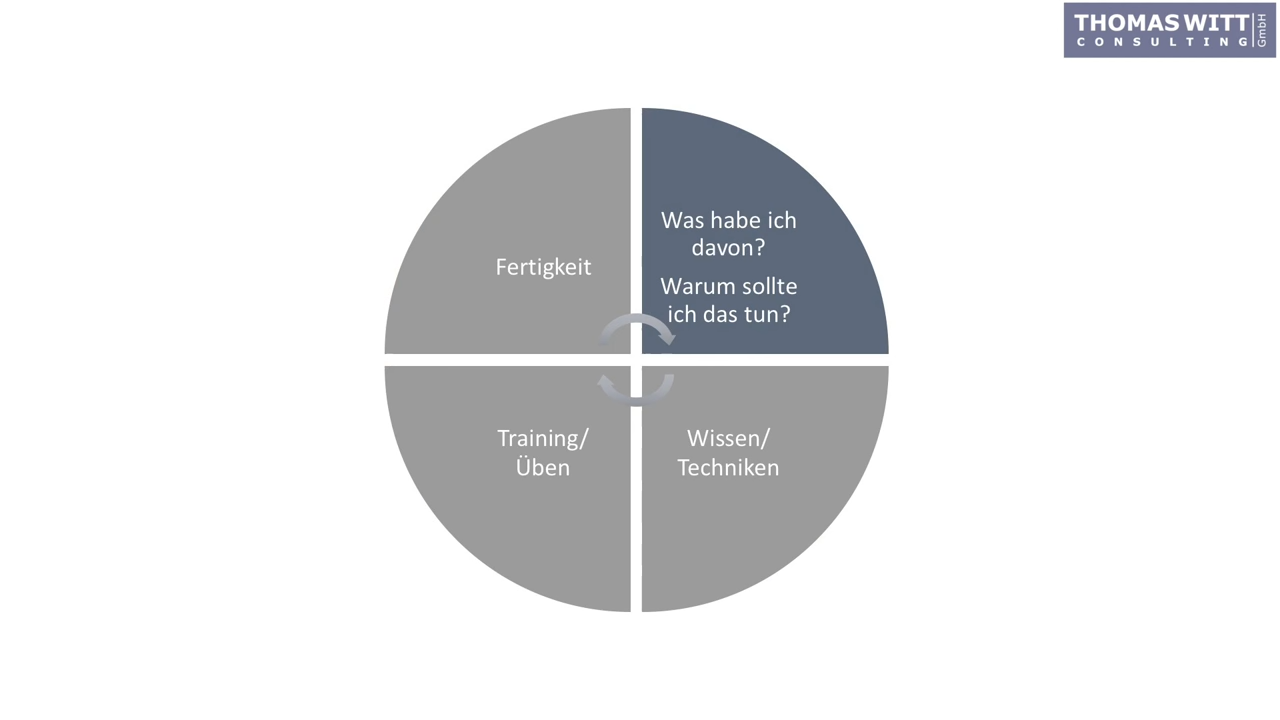 THOMAS WITT
CONSULTING
GmbH
Fertigkeit
Was habe ich
davon?
Warum sollte
ich das tun?
Training/
Üben
Wissen/
Techniken